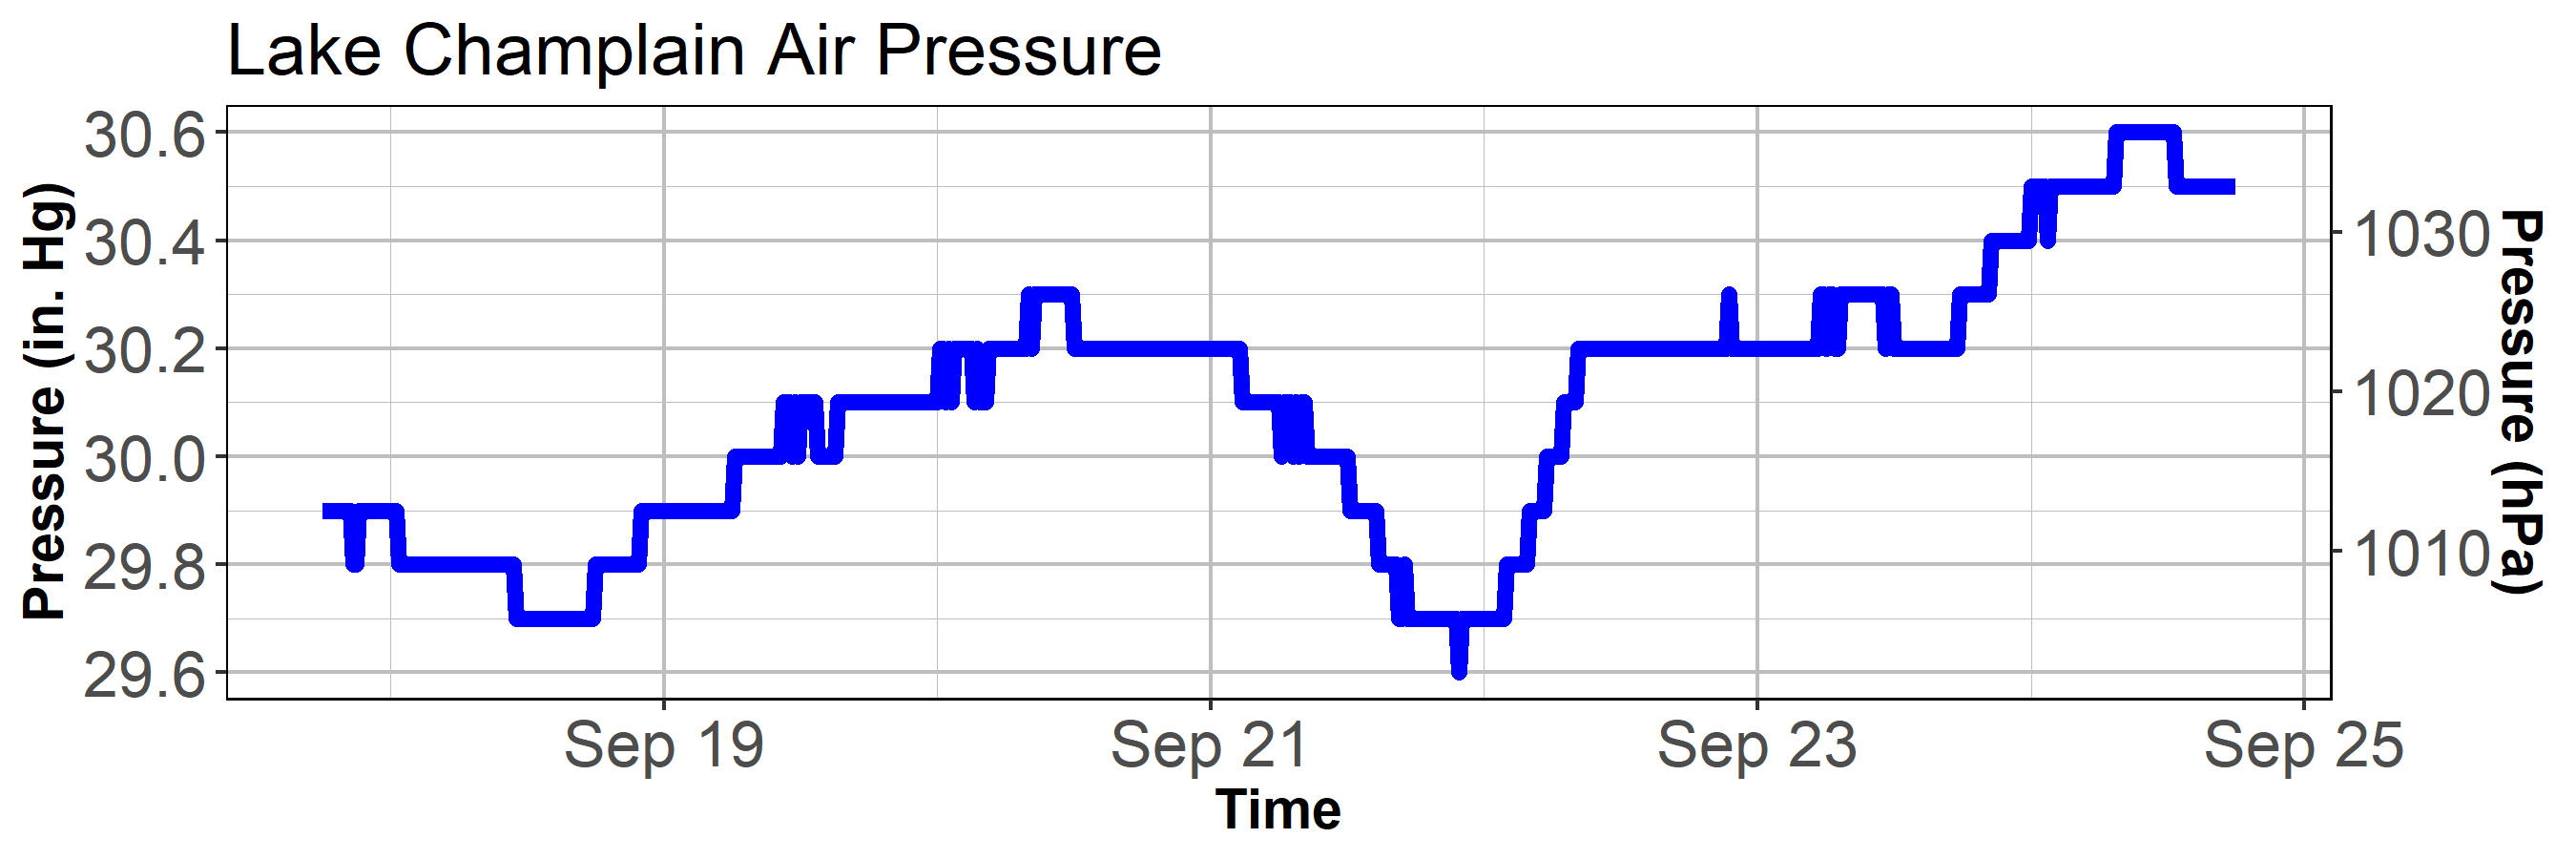 Lake Champlain Air Pressure
Pressure (in. Hg)
30.6
30.4
30.2
30.0
29.8
29.6
1030
1020
1010
Pressure (hPa)
Sep 19
Sep 21
Sep 23
Sep 25
Time